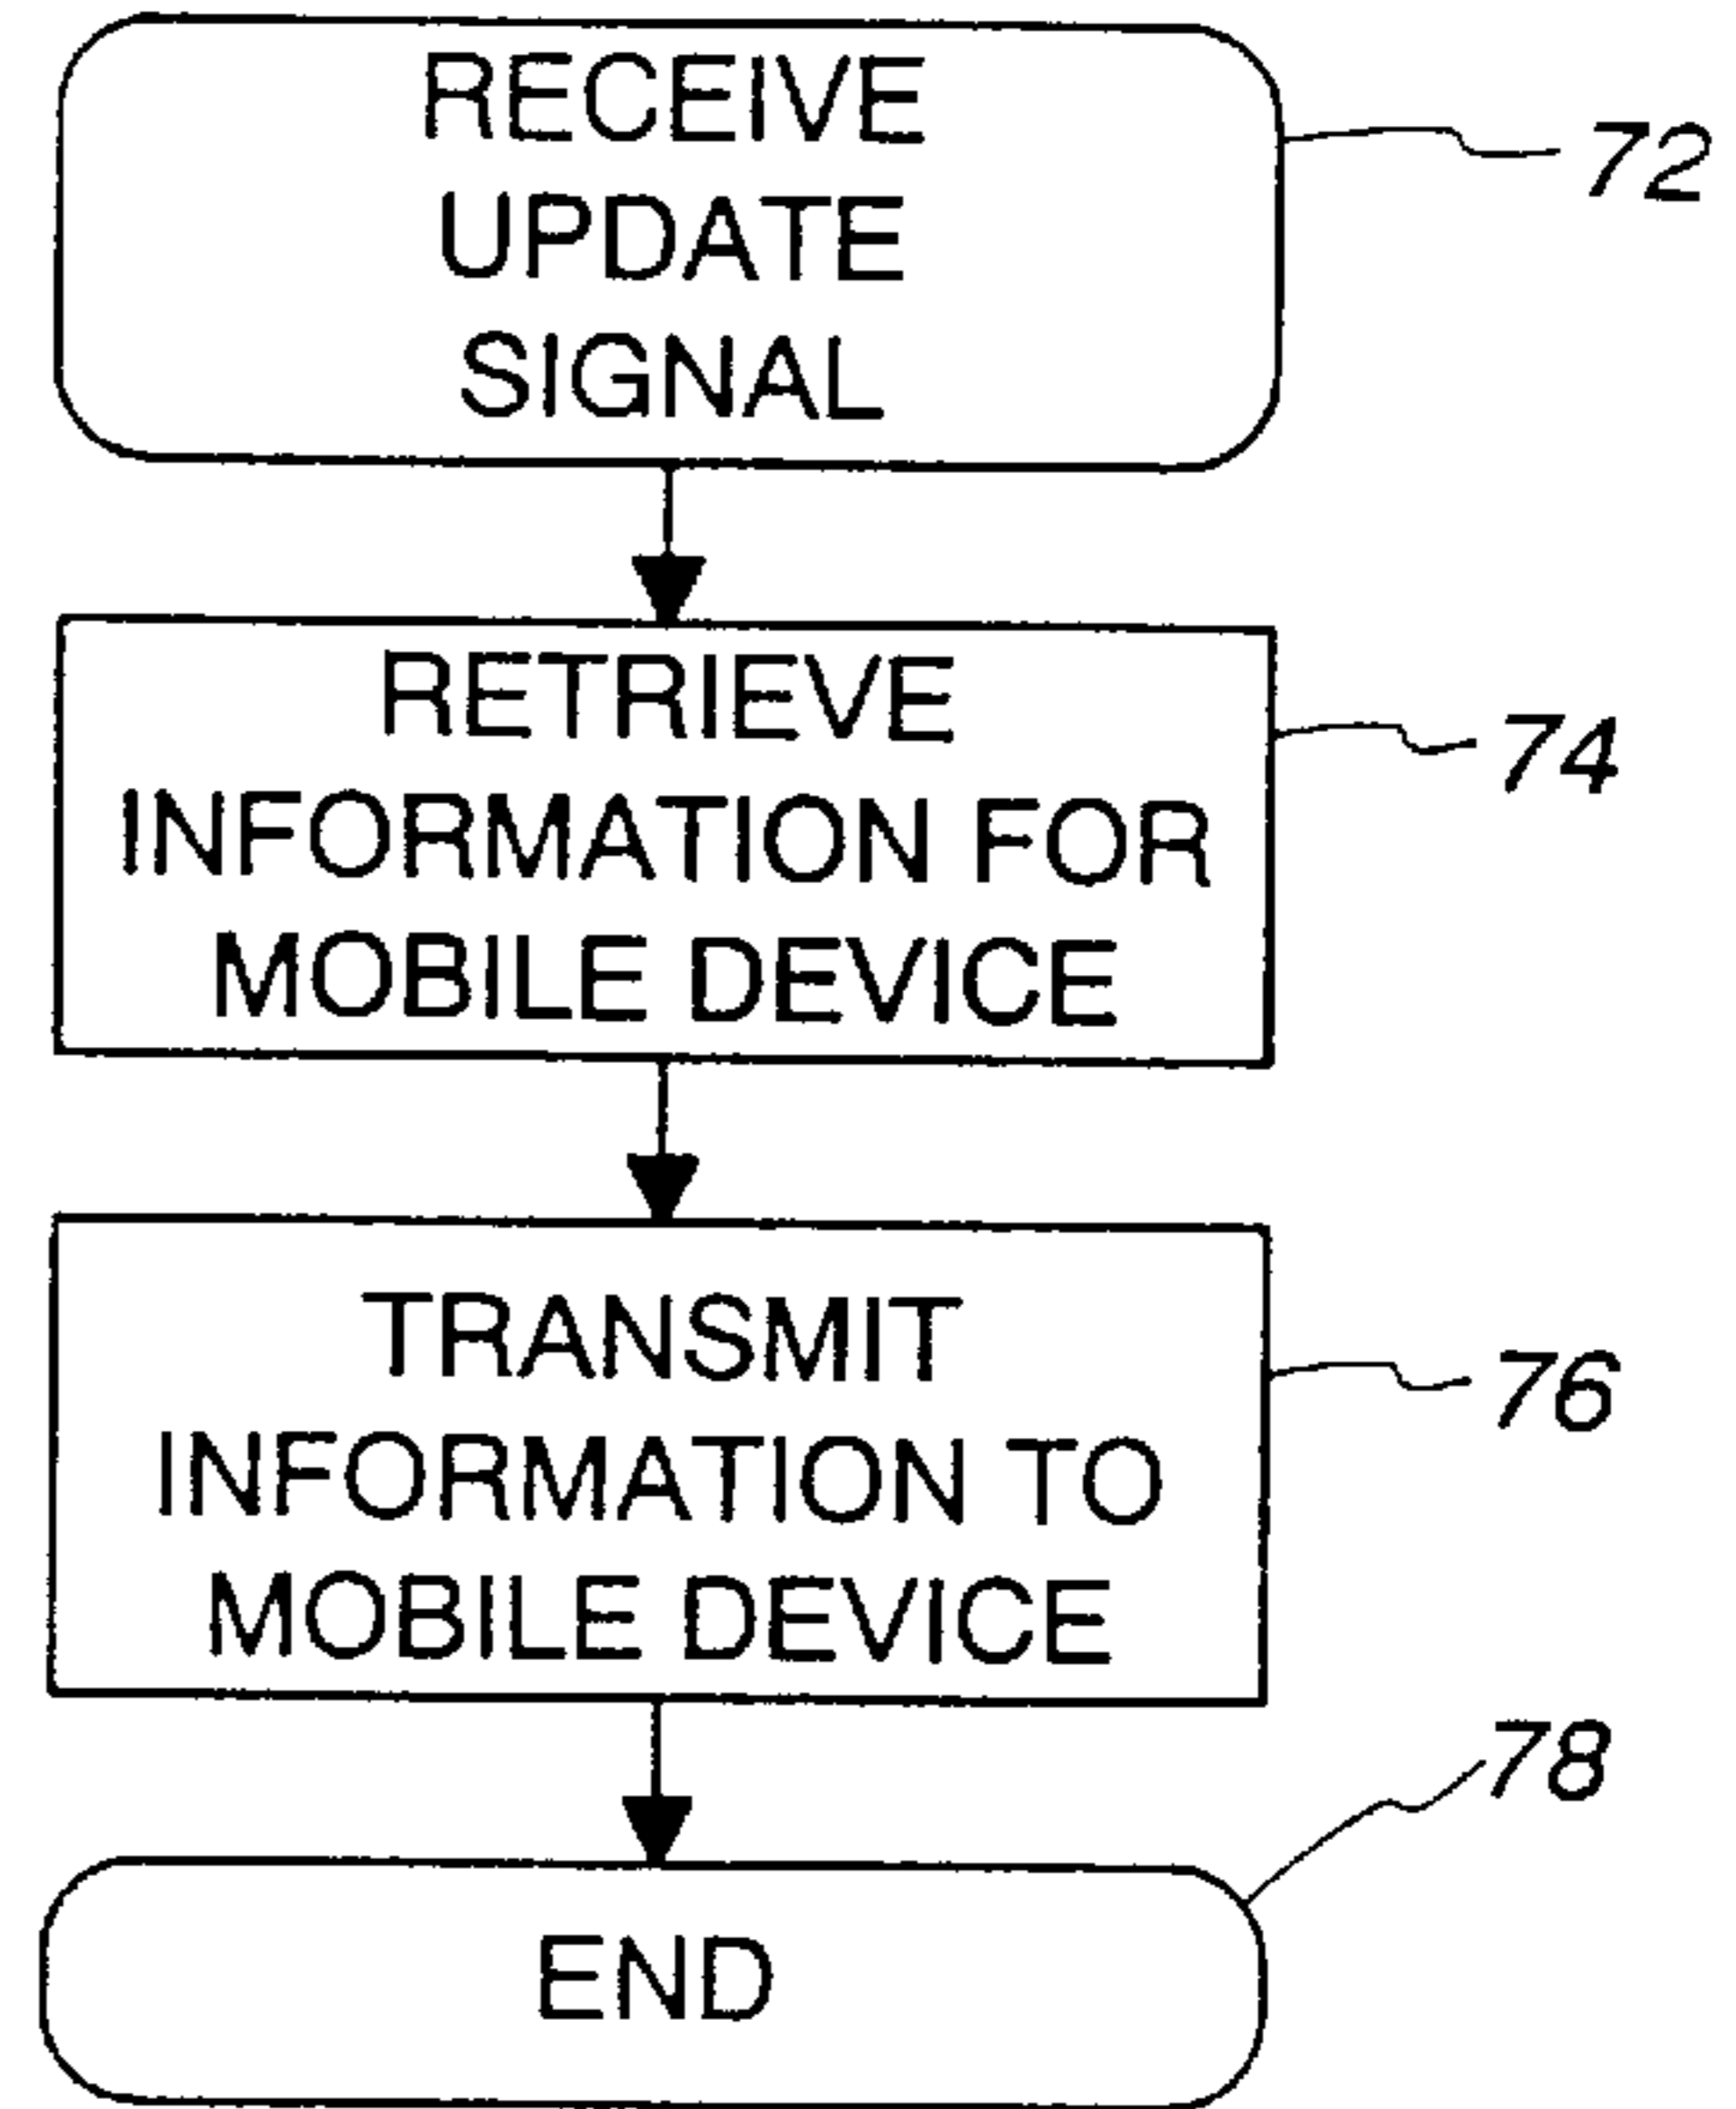 RECEIVE
UPDATE
SIGNAL
72
RETRIEVE
INFORMATION FOR
MOBILE DEVICE
74
TRANSMIT
INFORMATION TO
MOBILE DEVICE
76
78
END